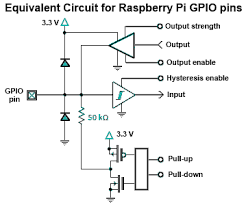 Equivalent Circuit for Raspberry Pi GPIO pins
3.3 V
Output strength
Output
Output enable
Hysteresis enable
GPIO
pin
Input
50 kΩ
3.3 V
Pull-up
Pull-down